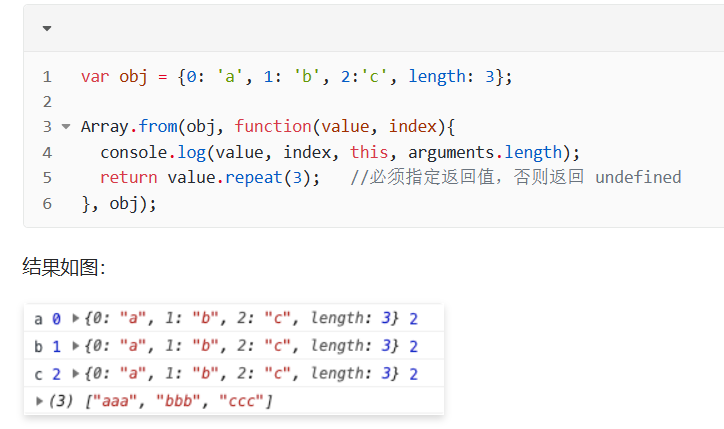 1 var obj = {0: 'a', 1: 'b', 2:'c', length: 3};
2
3 Array.from(obj, function(value, index){
4   console.log(value, index, this, arguments.length);
5   return value.repeat(3);   //必须指定返回值，否则返回 undefined
6 }, obj);
结果如图：
a 0 ▶{0: "a", 1: "b", 2: "c", length: 3} 2
b 1 ▶{0: "a", 1: "b", 2: "c", length: 3} 2
c 2 ▶{0: "a", 1: "b", 2: "c", length: 3} 2
▶(3) ["aaa", "bbb", "ccc"]